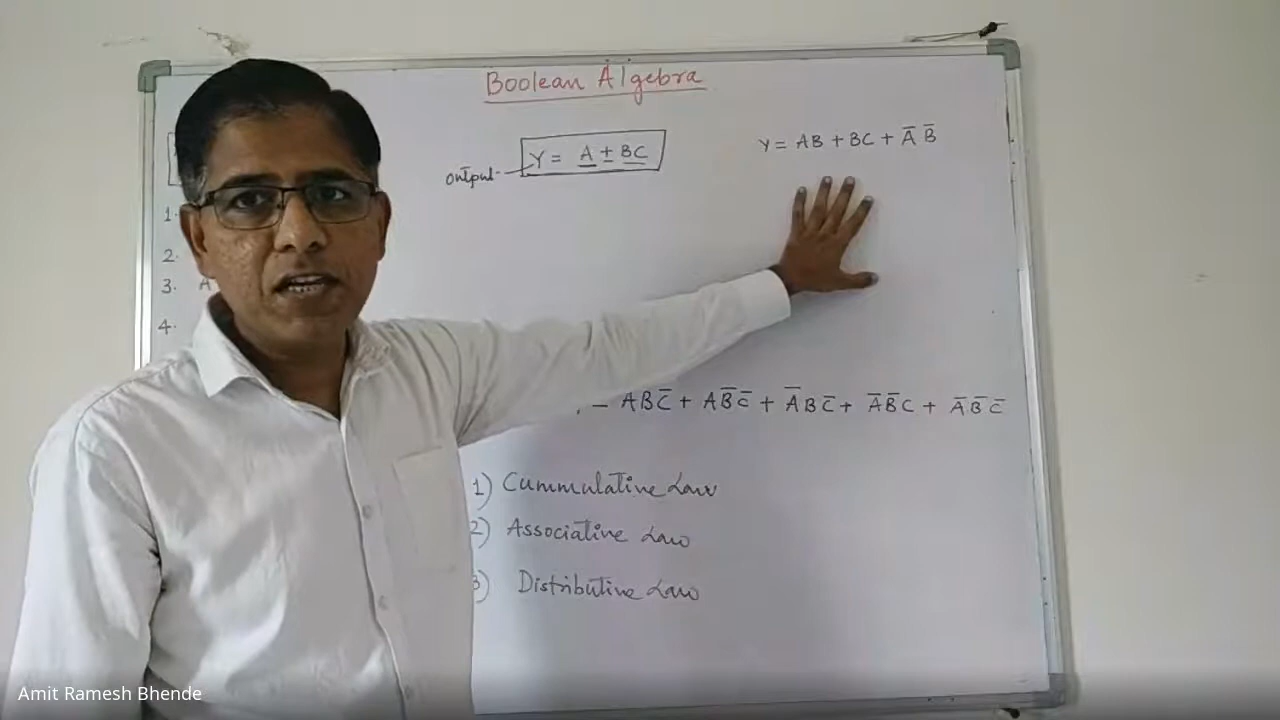 Boolean Algebra
Y = A + BC
output
Y = AB + BC + A̅ B̅
1.
2.
3. A
4.
= ABC̅ + AB̅C̅ + A̅BC̅ + A̅B̅C + A̅B̅C̅
1) Cummulative Law
2) Associative Law
3) Distributive Law
Amit Ramesh Bhende